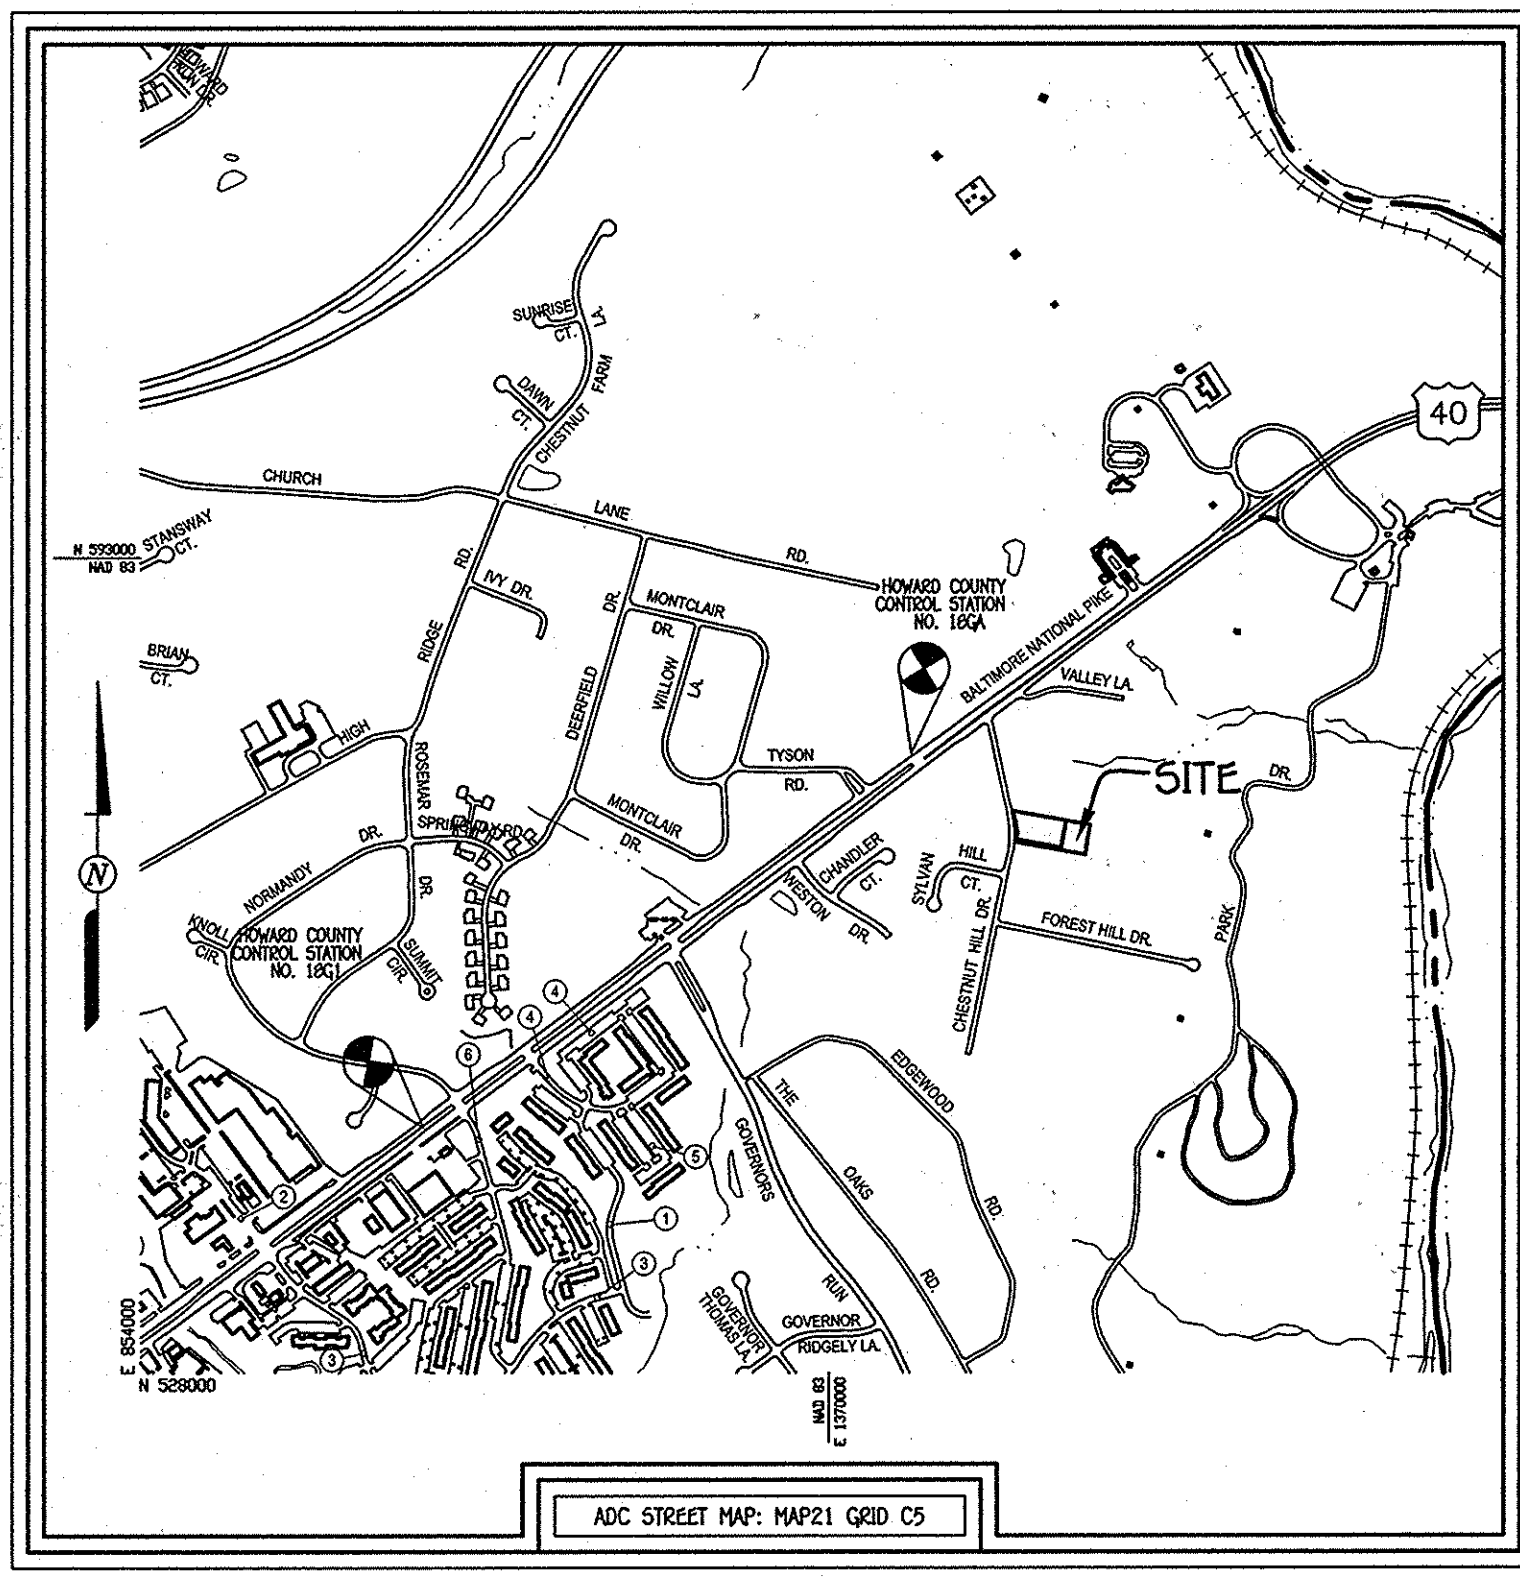 HOWARD
SUNRISE
CT.
LA.
FARM
CHESTNUT
DAWN
CT.
40
CHURCH
LANE
RD.
STANSWAY
CT.
N 593000
NAD 83
RD.
RIDGE
IVY DR.
DR.
DEERFIELD
MONTCLAIR
DR.
WILLOW
LA.
HOWARD COUNTY
CONTROL STATION
NO. 18GA
BALTIMORE NATIONAL PIKE
VALLEY LA.
BRIAN
CT.
HIGH
ROSEMAR
DR.
TYSON
RD.
SITE
DR.
PARK
MONTCLAIR
DR.
NORMANDY
DR.
N
KNOLL
CIR.
HOWARD COUNTY
CONTROL STATION
NO. 18G1
SUMMIT
CIR.
CHANDLER
CT.
WESTON
DR.
SYLVAN
HILL
CT.
CHESTNUT HILL DR.
FOREST HILL DR.
4
4
6
5
2
1
3
3
EDGEWOOD
RD.
THE
OAKS
RD.
GOVERNORS
RUN
GOVERNOR
THOMAS LA.
GOVERNOR
RIDGELY LA.
E 854000
N 528000
NAD 83
E 1370000
ADC STREET MAP: MAP21 GRID C5